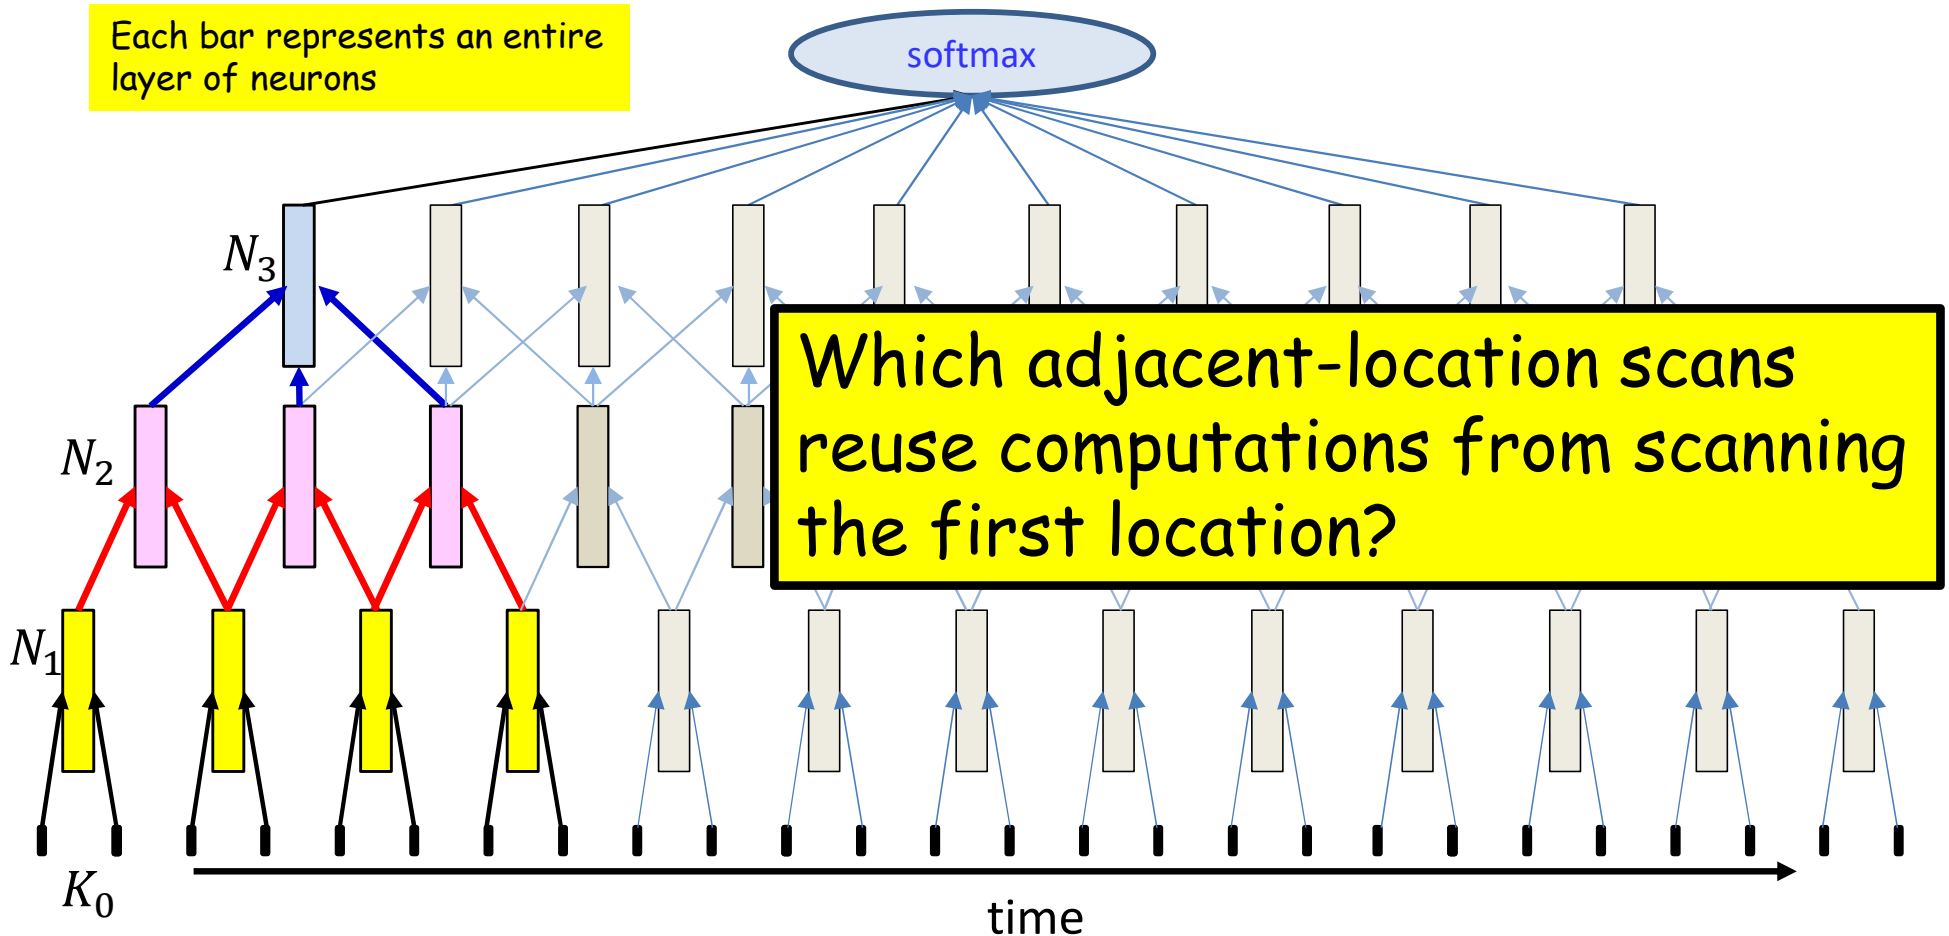 Each bar represents an entire
layer of neurons
softmax
N₃
Which adjacent-location scans
reuse computations from scanning
the first location?
N₂
N₁
K₀
time